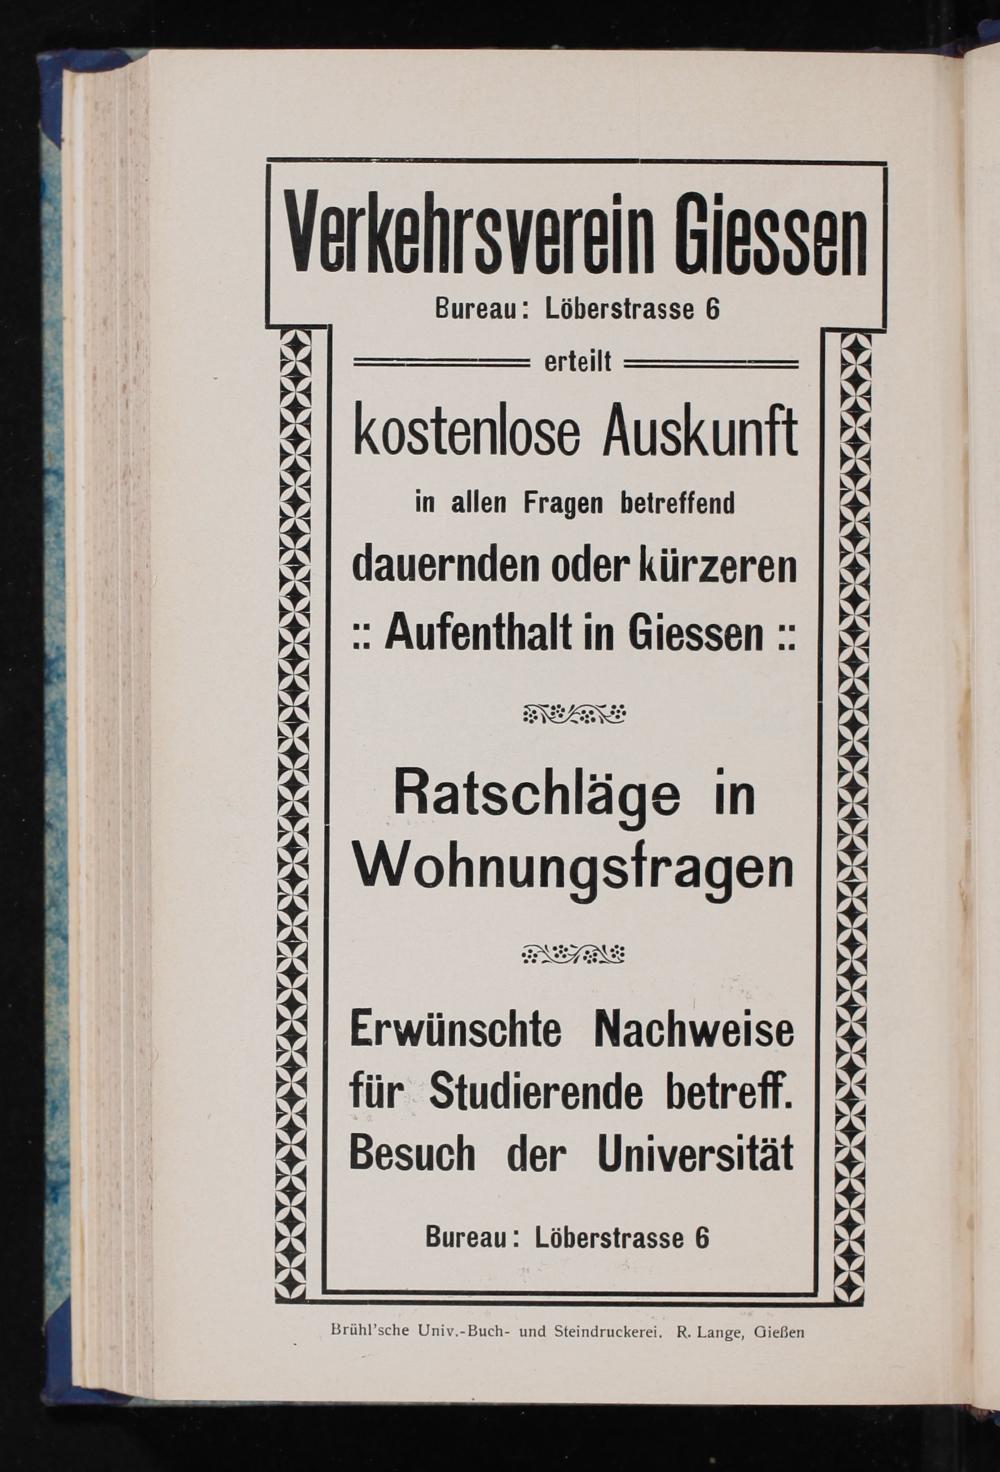 Verkehrsverein Giessen
Bureau: Löberstrasse 6
erteilt
kostenlose Auskunft
in allen Fragen betreffend
dauernden oder kürzeren
:: Aufenthalt in Giessen ::
Ratschläge in
Wohnungsfragen
Erwünschte Nachweise
für Studierende betreff.
Besuch der Universität
Bureau: Löberstrasse 6
Brühl'sche Univ.-Buch- und Steindruckerei. R. Lange, Gießen